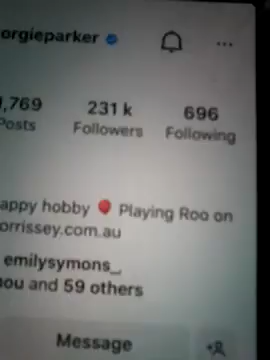 orgieparker
,769 231 k 696
Posts Followers Following
appy hobby 🎈 Playing Roo on
orrissey.com.au
emilysymons_
and 59 others
Message